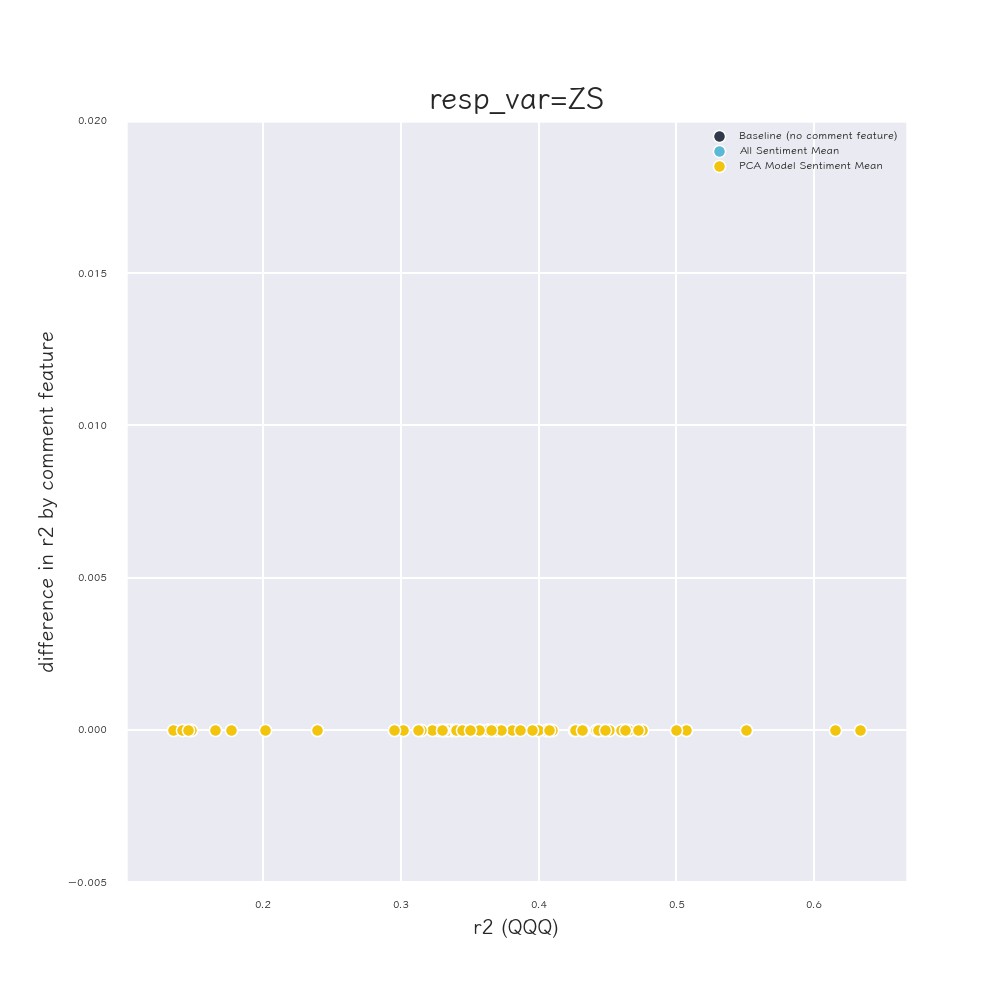 resp_var=ZS
0.020
Baseline (no comment feature)
All Sentiment Mean
PCA Model Sentiment Mean
0.015
0.010
0.005
0.000
−0.005
difference in r2 by comment feature
0.2 0.3 0.4 0.5 0.6
r2 (QQQ)